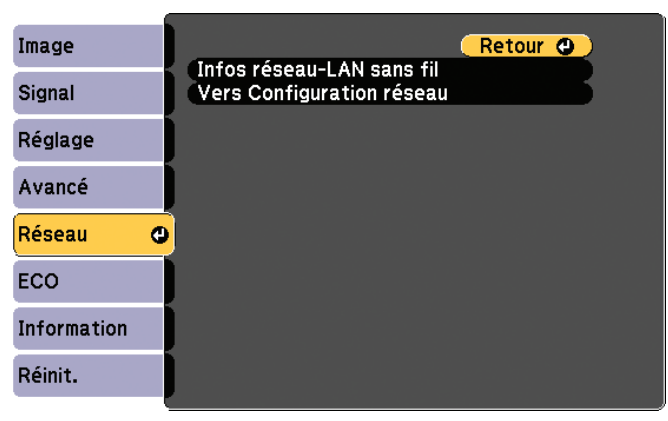 Image
Signal
Réglage
Avancé
Réseau
ECO
Information
Réinit.
Retour
Infos réseau-LAN sans fil
Vers Configuration réseau